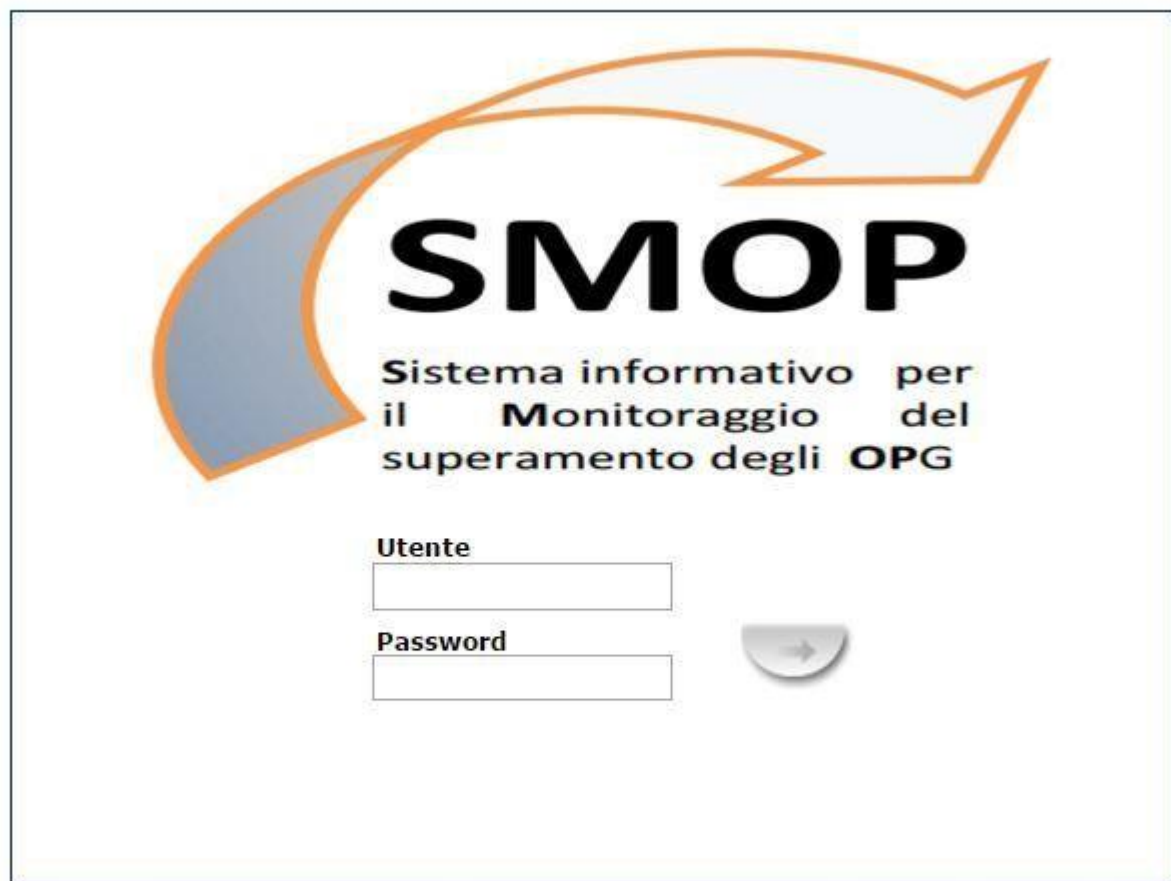 SMOP
Sistema informativo per
il Monitoraggio del
superamento degli OPG
Utente
Password